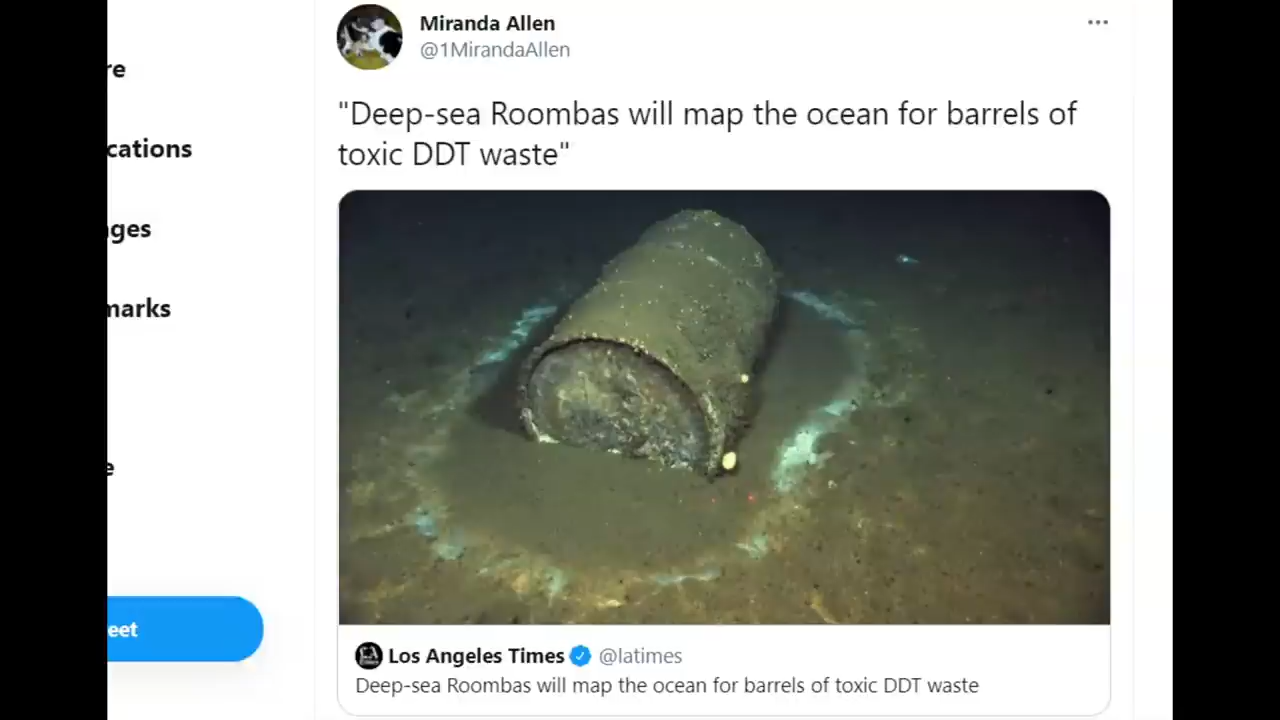 Miranda Allen
@1MirandaAllen
re
cations
ages
marks
e
eet
"Deep-sea Roombas will map the ocean for barrels of
toxic DDT waste"
Los Angeles Times @latimes
Deep-sea Roombas will map the ocean for barrels of toxic DDT waste